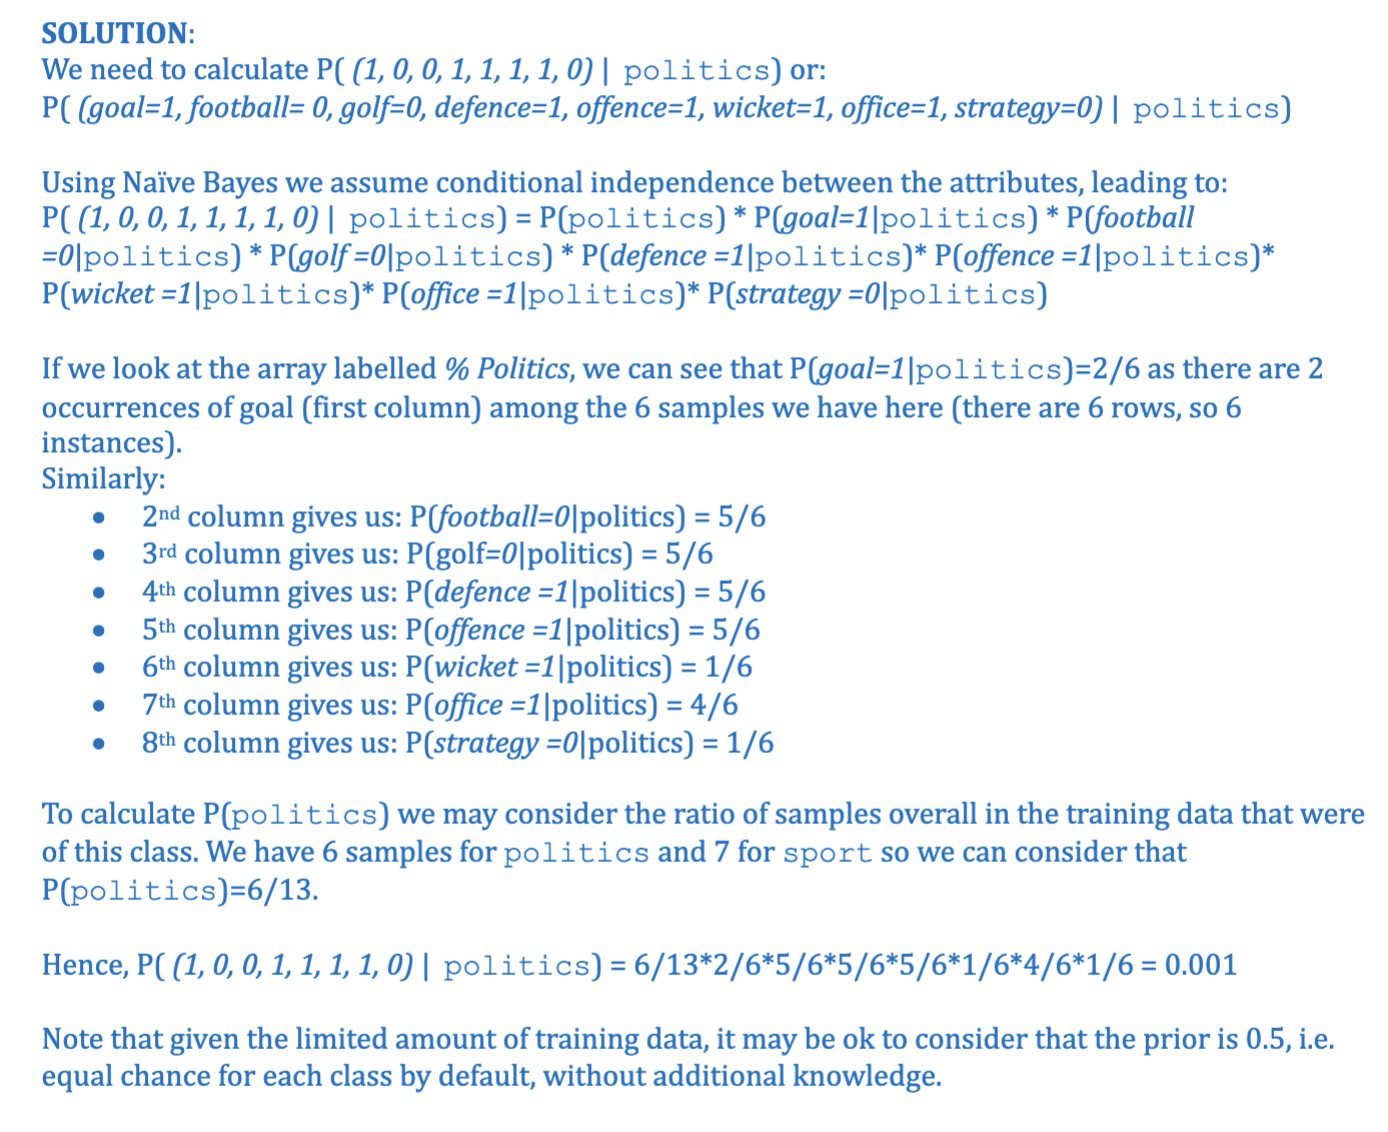 SOLUTION:
We need to calculate P( (1, 0, 0, 1, 1, 1, 1, 0) | politics) or:
P( (goal=1, football= 0, golf=0, defence=1, offence=1, wicket=1, office=1, strategy=0) | politics)
Using Naïve Bayes we assume conditional independence between the attributes, leading to:
P( (1, 0, 0, 1, 1, 1, 1, 0) | politics) = P(politics) * P(goal=1|politics) * P(football
=0|politics) * P(golf =0|politics) * P(defence =1|politics)* P(offence =1|politics)*
P(wicket =1|politics)* P(office =1|politics)* P(strategy =0|politics)
If we look at the array labelled % Politics, we can see that P(goal=1|politics)=2/6 as there are 2
occurrences of goal (first column) among the 6 samples we have here (there are 6 rows, so 6
instances).
Similarly:
• 2nd column gives us: P(football=0|politics) = 5/6
• 3rd column gives us: P(golf=0|politics) = 5/6
• 4th column gives us: P(defence =1|politics) = 5/6
• 5th column gives us: P(offence =1|politics) = 5/6
• 6th column gives us: P(wicket =1|politics) = 1/6
• 7th column gives us: P(office =1|politics) = 4/6
• 8th column gives us: P(strategy =0|politics) = 1/6
To calculate P(politics) we may consider the ratio of samples overall in the training data that were
of this class. We have 6 samples for politics and 7 for sport so we can consider that
P(politics)=6/13.
Hence, P( (1, 0, 0, 1, 1, 1, 1, 0) | politics) = 6/13*2/6*5/6*5/6*5/6*1/6*4/6*1/6 = 0.001
Note that given the limited amount of training data, it may be ok to consider that the prior is 0.5, i.e.
equal chance for each class by default, without additional knowledge.